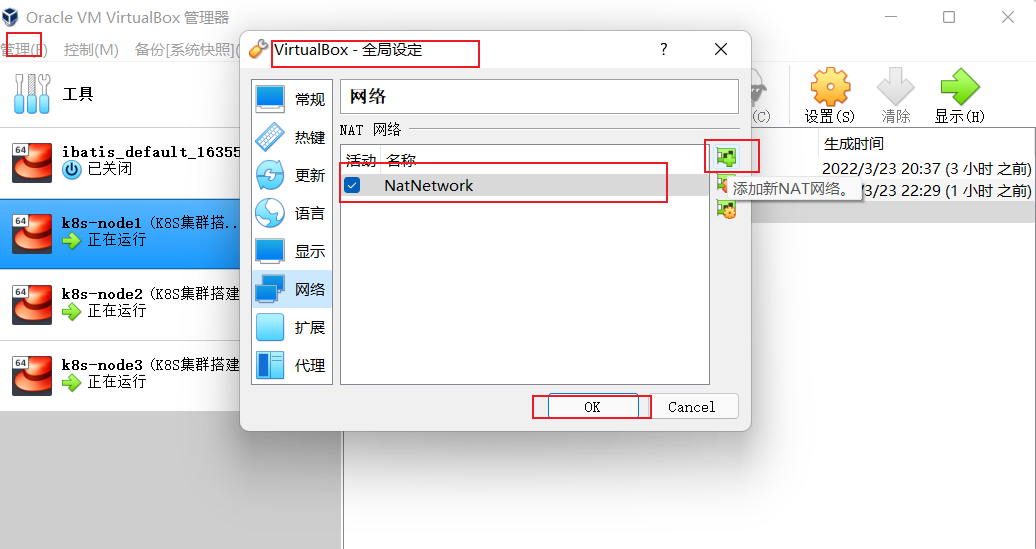 Oracle VM VirtualBox 管理器
管理(F) 控制(M) 备份[系统快照](
VirtualBox - 全局设定 ?
工具
常规
热键
更新
语言
显示
网络
扩展
代理
网络
NAT 网络
活动 名称
NatNetwork
添加新NAT网络。
OK Cancel
(C) 设置(S) 清除 显示(H)
生成时间
2022/3/23 20:37 (3 小时 之前)
/3/23 22:29 (1 小时 之前)
64
ibatis_default_16355
已关闭
64
k8s-node1 (K8S集群搭...
正在运行
64
k8s-node2 (K8S集群搭建
正在运行
64
k8s-node3 (K8S集群搭建
正在运行